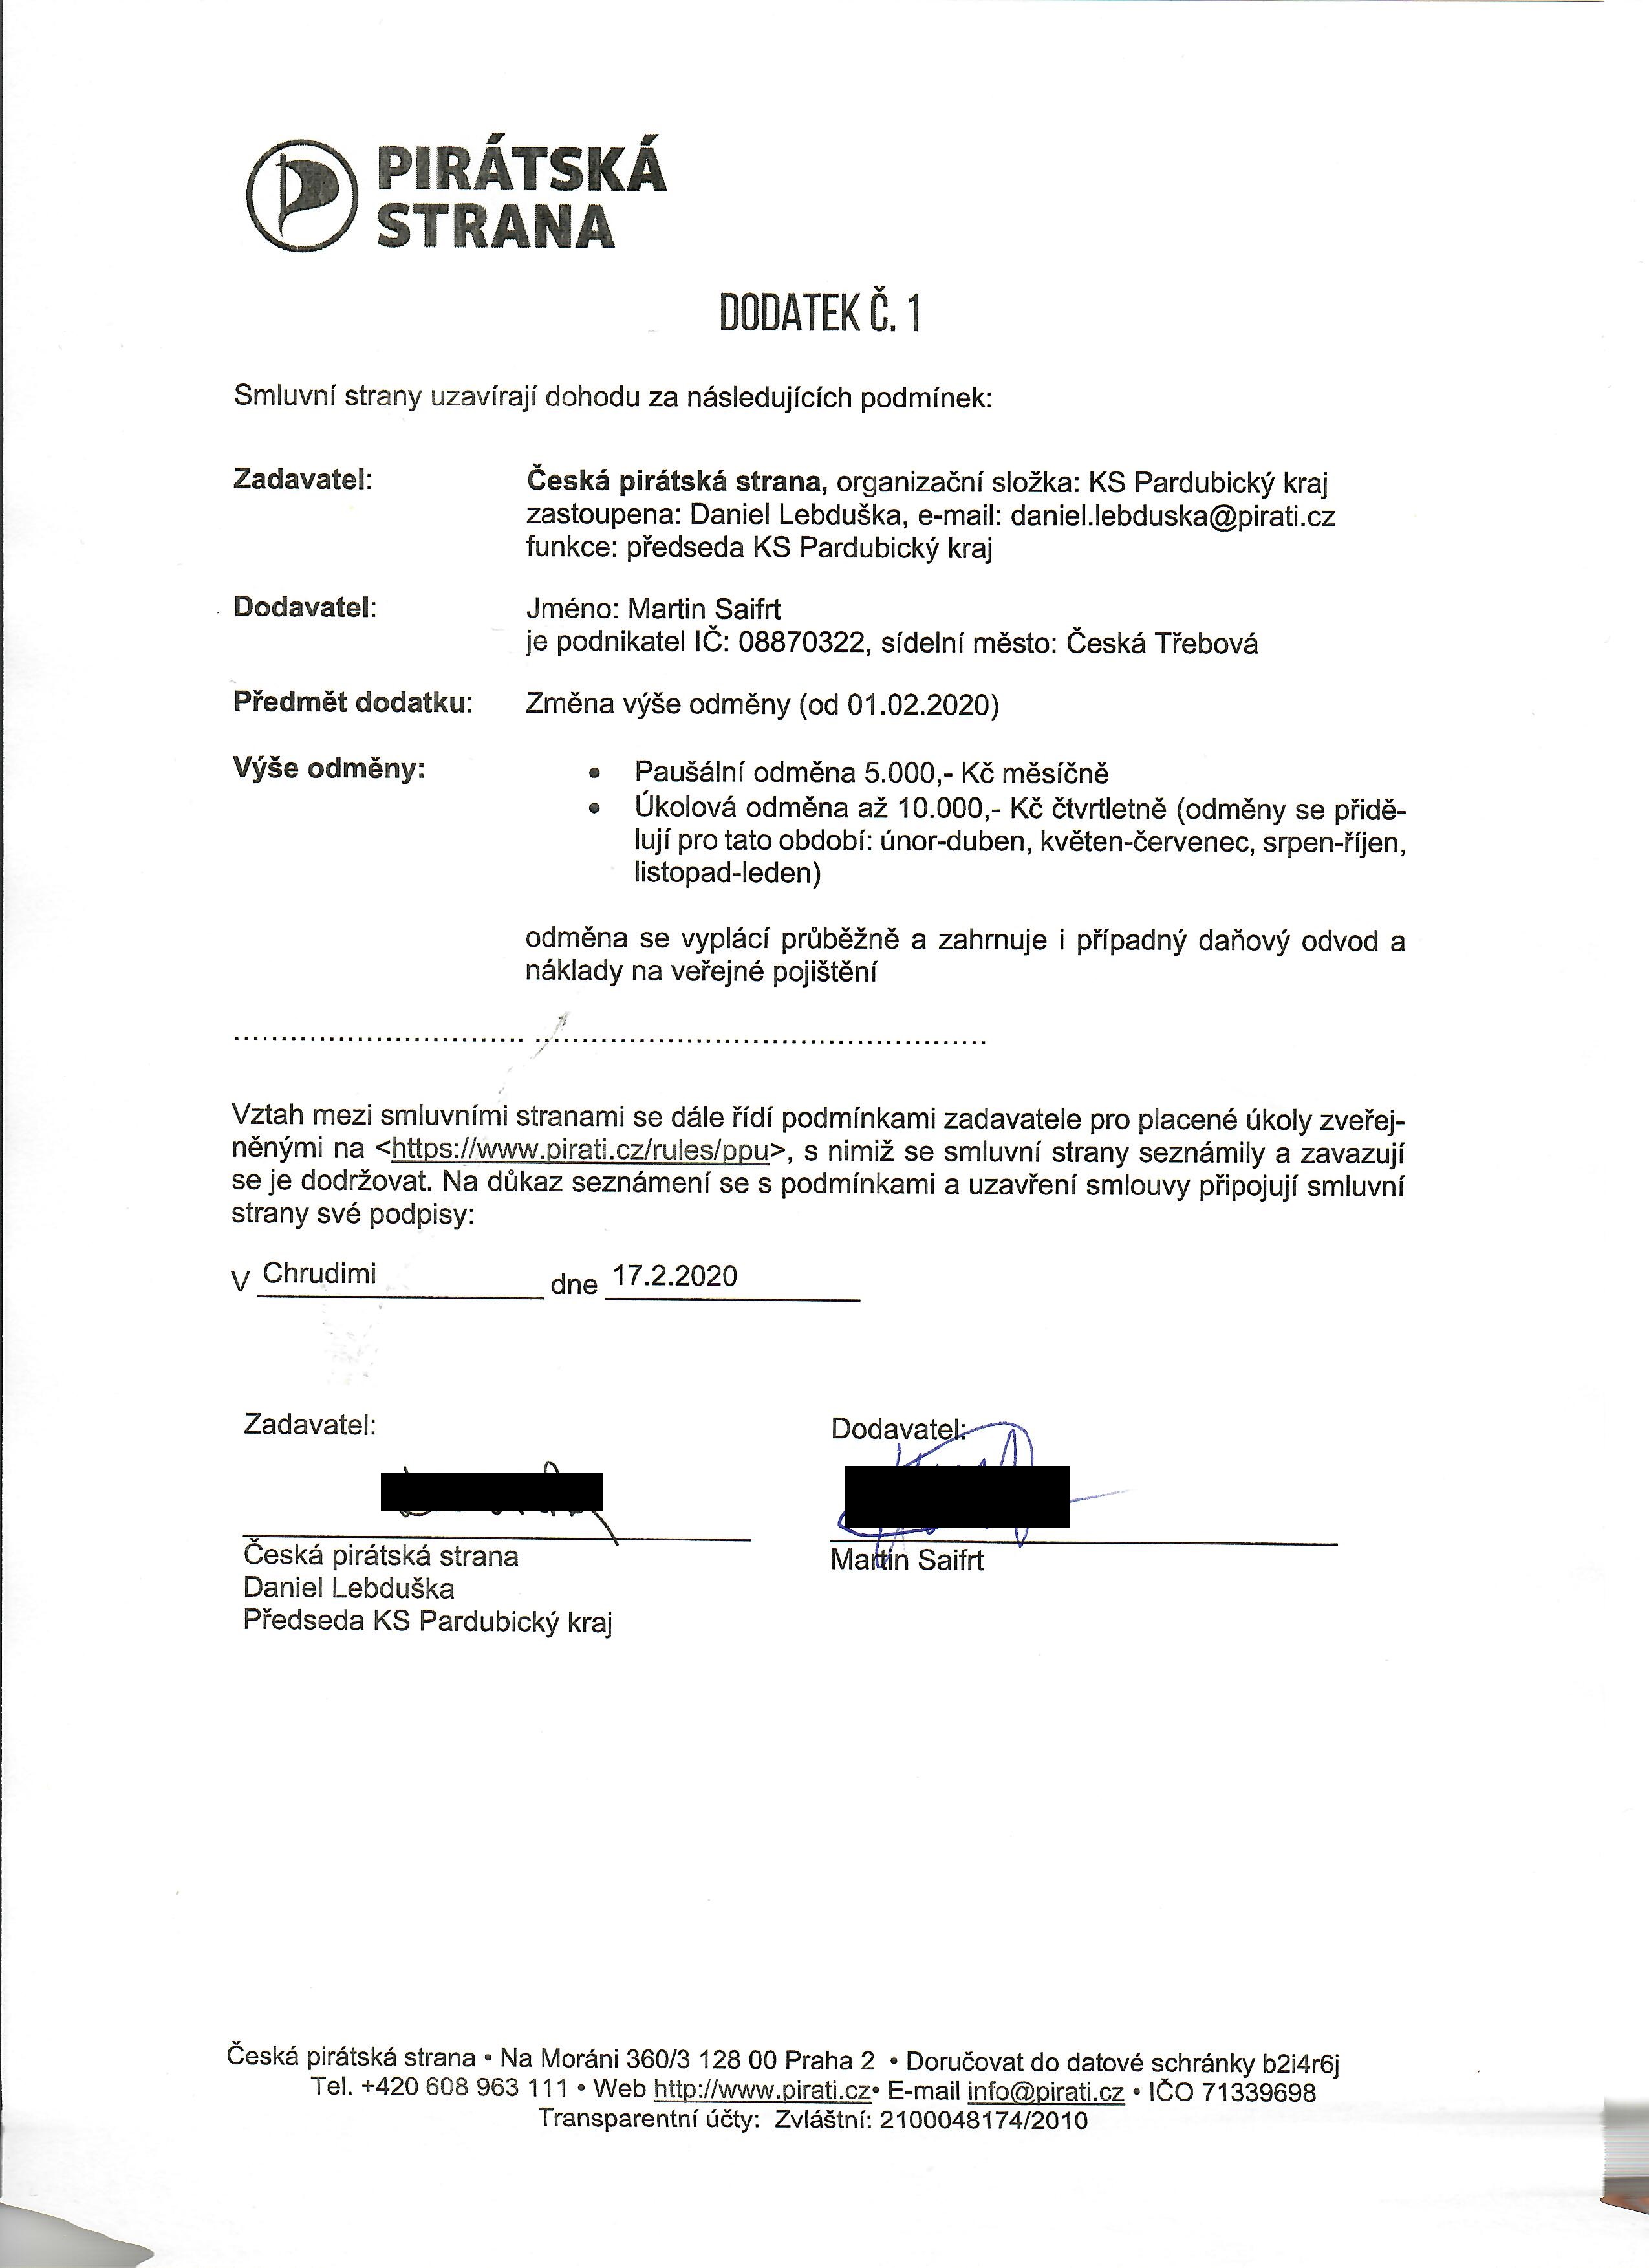 PIRÁTSKÁ
STRANA
DODATEK Č. 1
Smluvní strany uzavírají dohodu za následujících podmínek:
Zadavatel: Česká pirátská strana, organizační složka: KS Pardubický kraj
zastoupena: Daniel Lebduška, e-mail: daniel.lebduska@pirati.cz
funkce: předseda KS Pardubický kraj
Dodavatel: Jméno: Martin Saifrt
je podnikatel IČ: 08870322, sídelní město: Česká Třebová
Předmět dodatku: Změna výše odměny (od 01.02.2020)
Výše odměny: • Paušální odměna 5.000,- Kč měsíčně
• Úkolová odměna až 10.000,- Kč čtvrtletně (odměny se přidě-
lují pro tato období: únor-duben, květen-červenec, srpen-říjen,
listopad-leden)
odměna se vyplácí průběžně a zahrnuje i případný daňový odvod a
náklady na veřejné pojištění
Vztah mezi smluvními stranami se dále řídí podmínkami zadavatele pro placené úkoly zveřej-
něnými na <https://www.pirati.cz/rules/ppu>, s nimiž se smluvní strany seznámily a zavazují
se je dodržovat. Na důkaz seznámení se s podmínkami a uzavření smlouvy připojují smluvní
strany své podpisy:
V Chrudimi dne 17.2.2020
Zadavatel: Dodavatel:
Česká pirátská strana Martin Saifrt
Daniel Lebduška
Předseda KS Pardubický kraj
Česká pirátská strana • Na Moráni 360/3 128 00 Praha 2 • Doručovat do datové schránky b2i4r6j
Tel. +420 608 963 111 • Web http://www.pirati.cz• E-mail info@pirati.cz • IČO 71339698
Transparentní účty: Zvláštní: 2100048174/2010